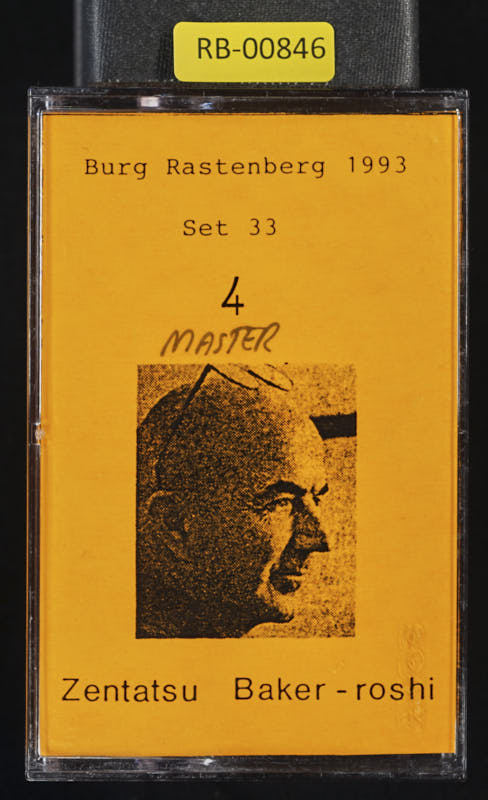 RB-00846
Burg Rastenberg 1993
Set 33
4
MASTER
Zentatsu Baker-roshi